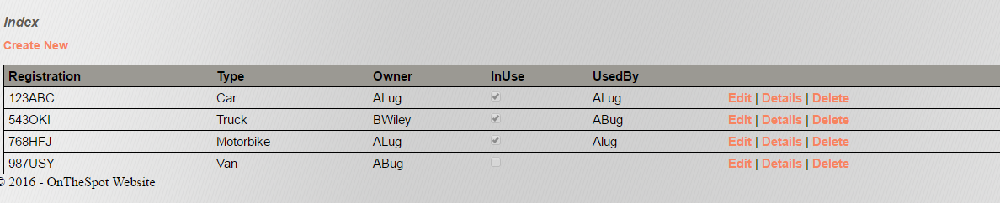 Index
Create New
Registration Type Owner InUse UsedBy
123ABC Car ALug ALug Edit | Details | Delete
543OKI Truck BWiley ABug Edit | Details | Delete
768HFJ Motorbike ALug Alug Edit | Details | Delete
987USY Van ABug Edit | Details | Delete
© 2016 - OnTheSpot Website